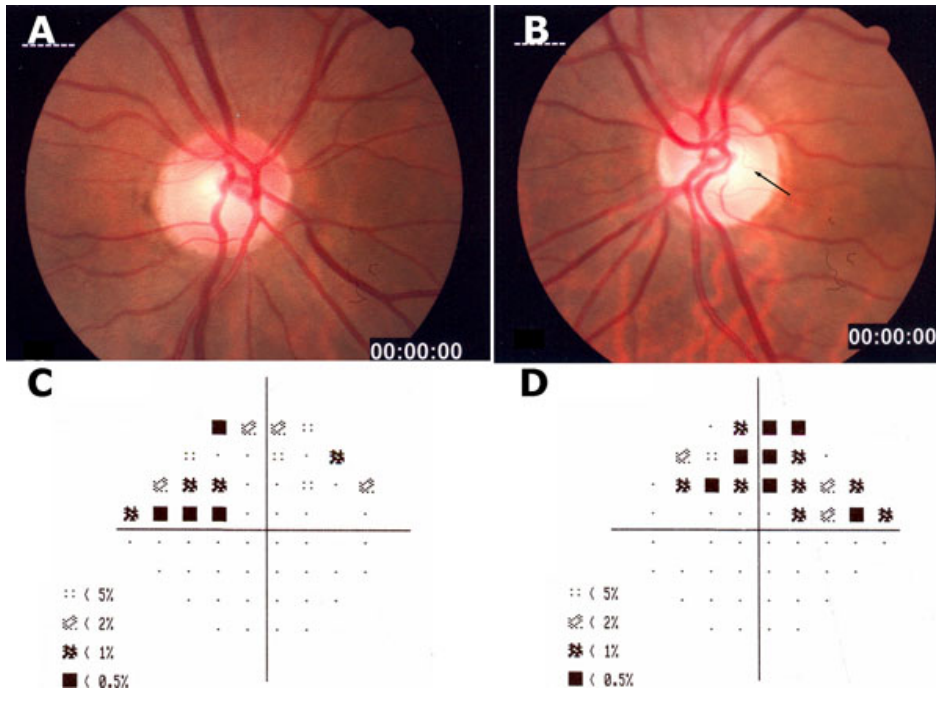 A
B
00:00:00
00:00:00
C
D
< 5%
< 2%
< 1%
< 0.5%
< 5%
< 2%
< 1%
< 0.5%